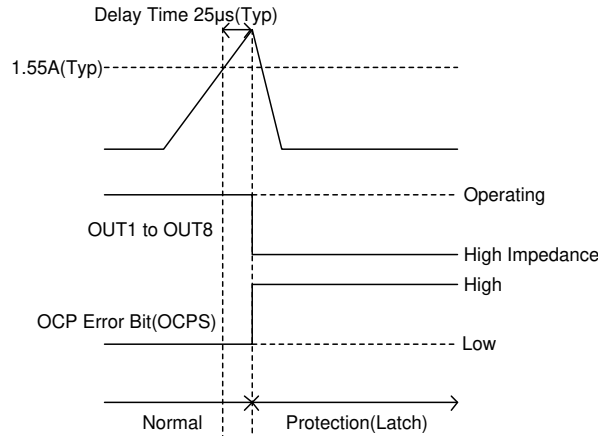 Delay Time 25µs(Typ)
1.55A(Typ)
Operating
OUT1 to OUT8
High Impedance
High
OCP Error Bit(OCPS)
Low
Normal
Protection(Latch)